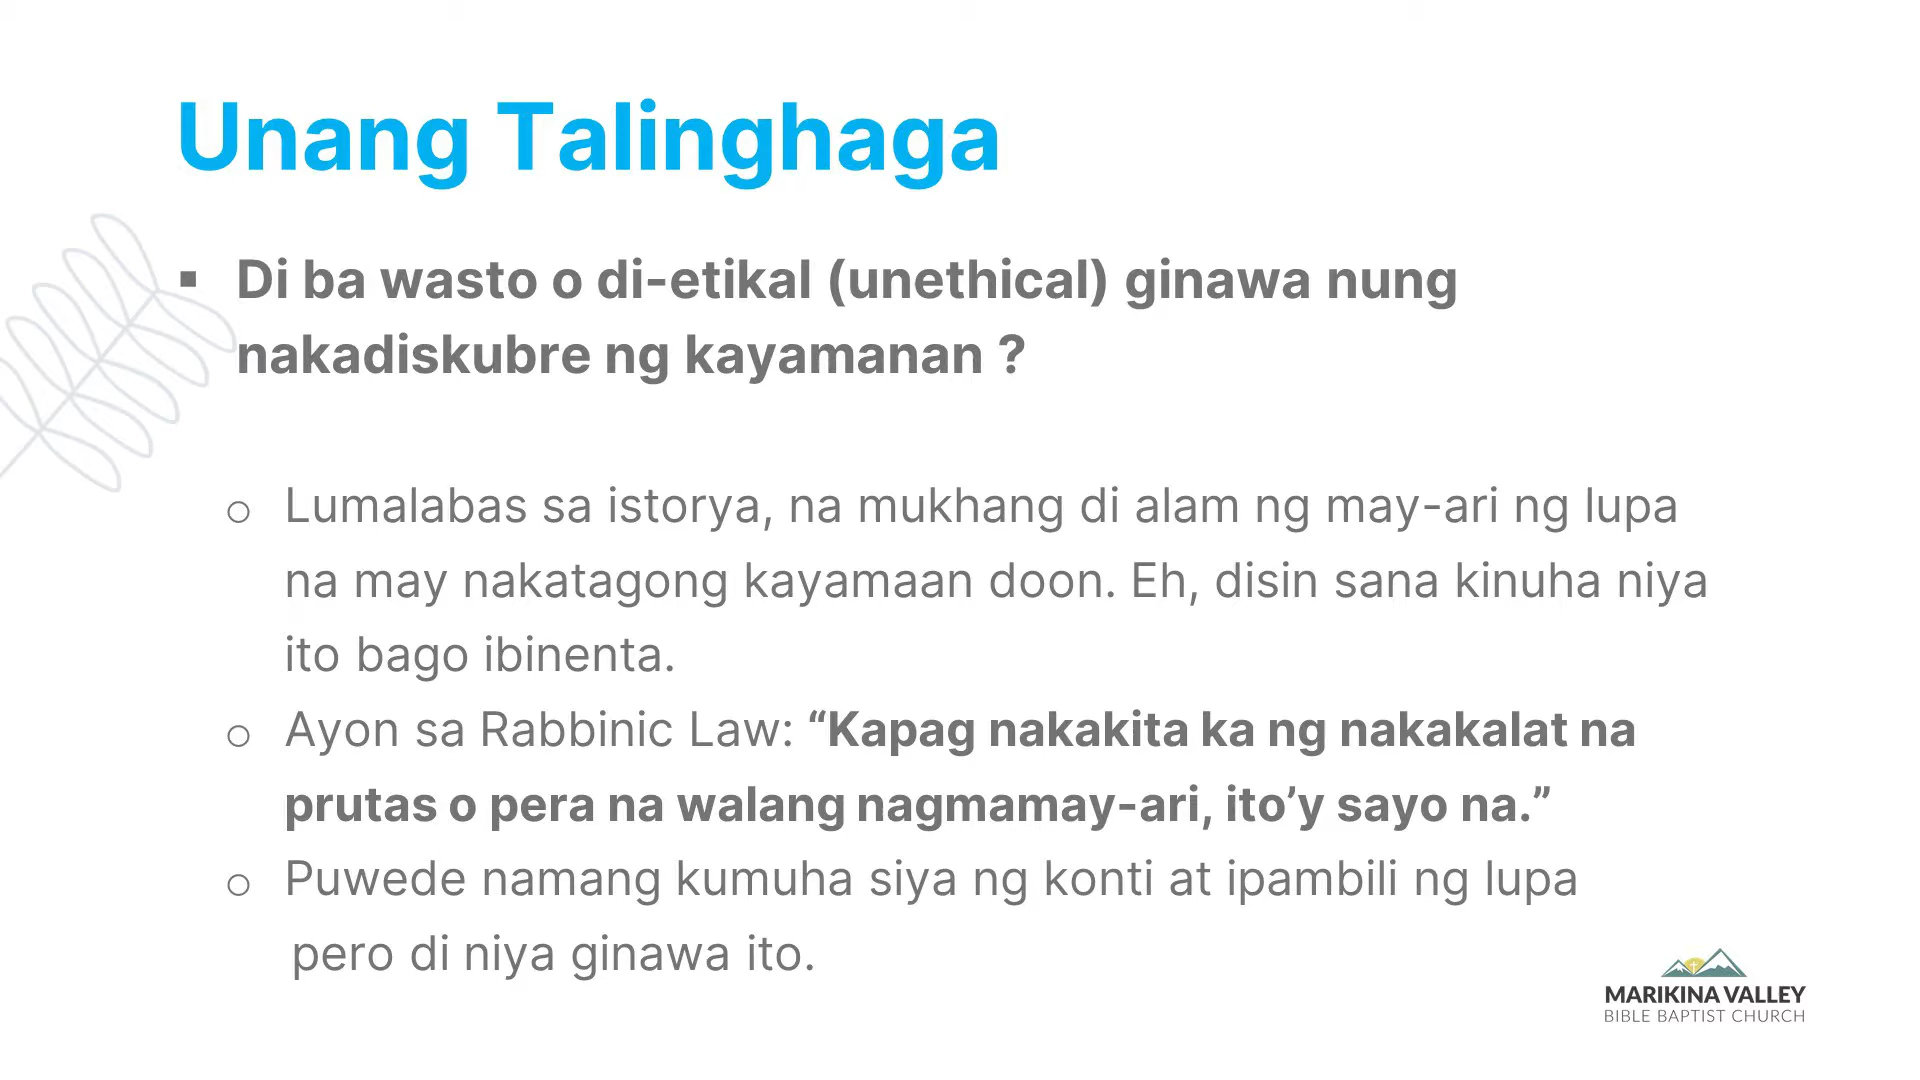 Unang Talinghaga
▪ Di ba wasto o di-etikal (unethical) ginawa nung
nakadiskubre ng kayamanan ?
o Lumalabas sa istorya, na mukhang di alam ng may-ari ng lupa
na may nakatagong kayamaan doon. Eh, disin sana kinuha niya
ito bago ibinenta.
o Ayon sa Rabbinic Law: “Kapag nakakita ka ng nakakalat na
prutas o pera na walang nagmamay-ari, ito’y sayo na.”
o Puwede namang kumuha siya ng konti at ipambili ng lupa
pero di niya ginawa ito.
MARIKINA VALLEY
BIBLE BAPTIST CHURCH